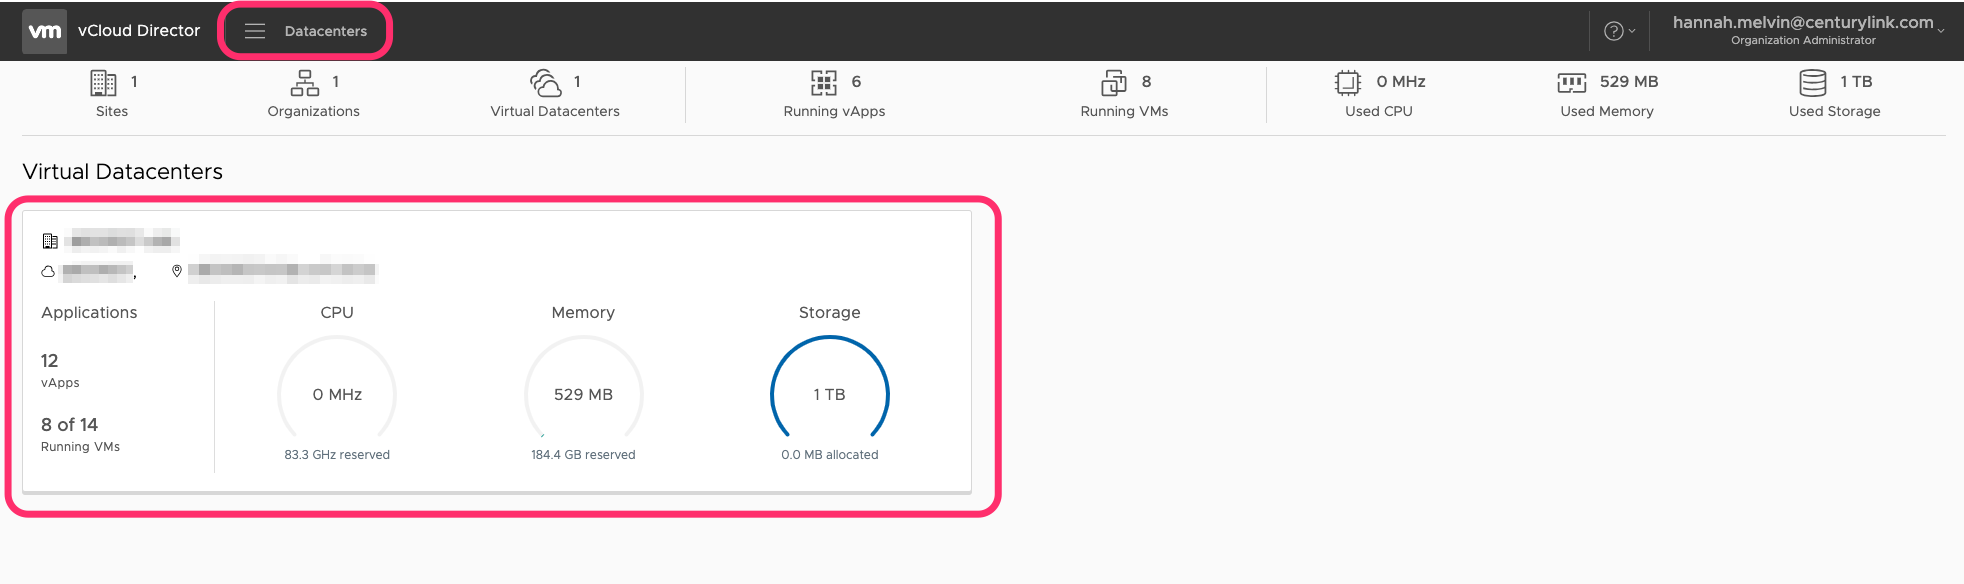 vm vCloud Director Datacenters ? hannah.melvin@centurylink.com
Organization Administrator
1 1 1 6 8 0 MHz 529 MB 1 TB
Sites Organizations Virtual Datacenters Running vApps Running VMs Used CPU Used Memory Used Storage
Virtual Datacenters
,
Applications CPU Memory Storage
12
vApps
0 MHz 529 MB 1 TB
8 of 14
Running VMs
83.3 GHz reserved 184.4 GB reserved 0.0 MB allocated